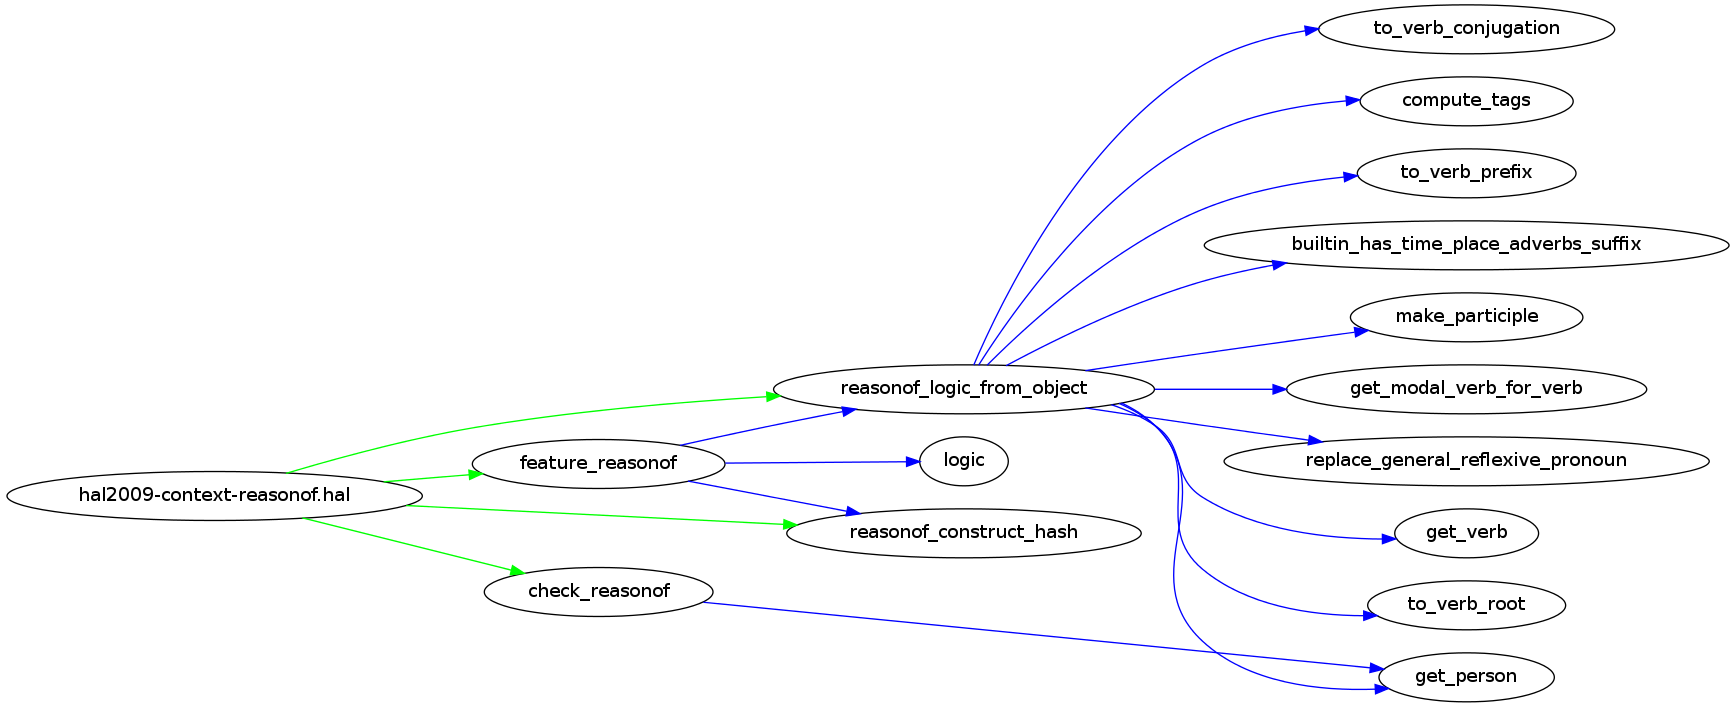 to_verb_conjugation
compute_tags
to_verb_prefix
builtin_has_time_place_adverbs_suffix
make_participle
reasonof_logic_from_object
get_modal_verb_for_verb
feature_reasonof
logic
replace_general_reflexive_pronoun
hal2009-context-reasonof.hal
reasonof_construct_hash
get_verb
check_reasonof
to_verb_root
get_person